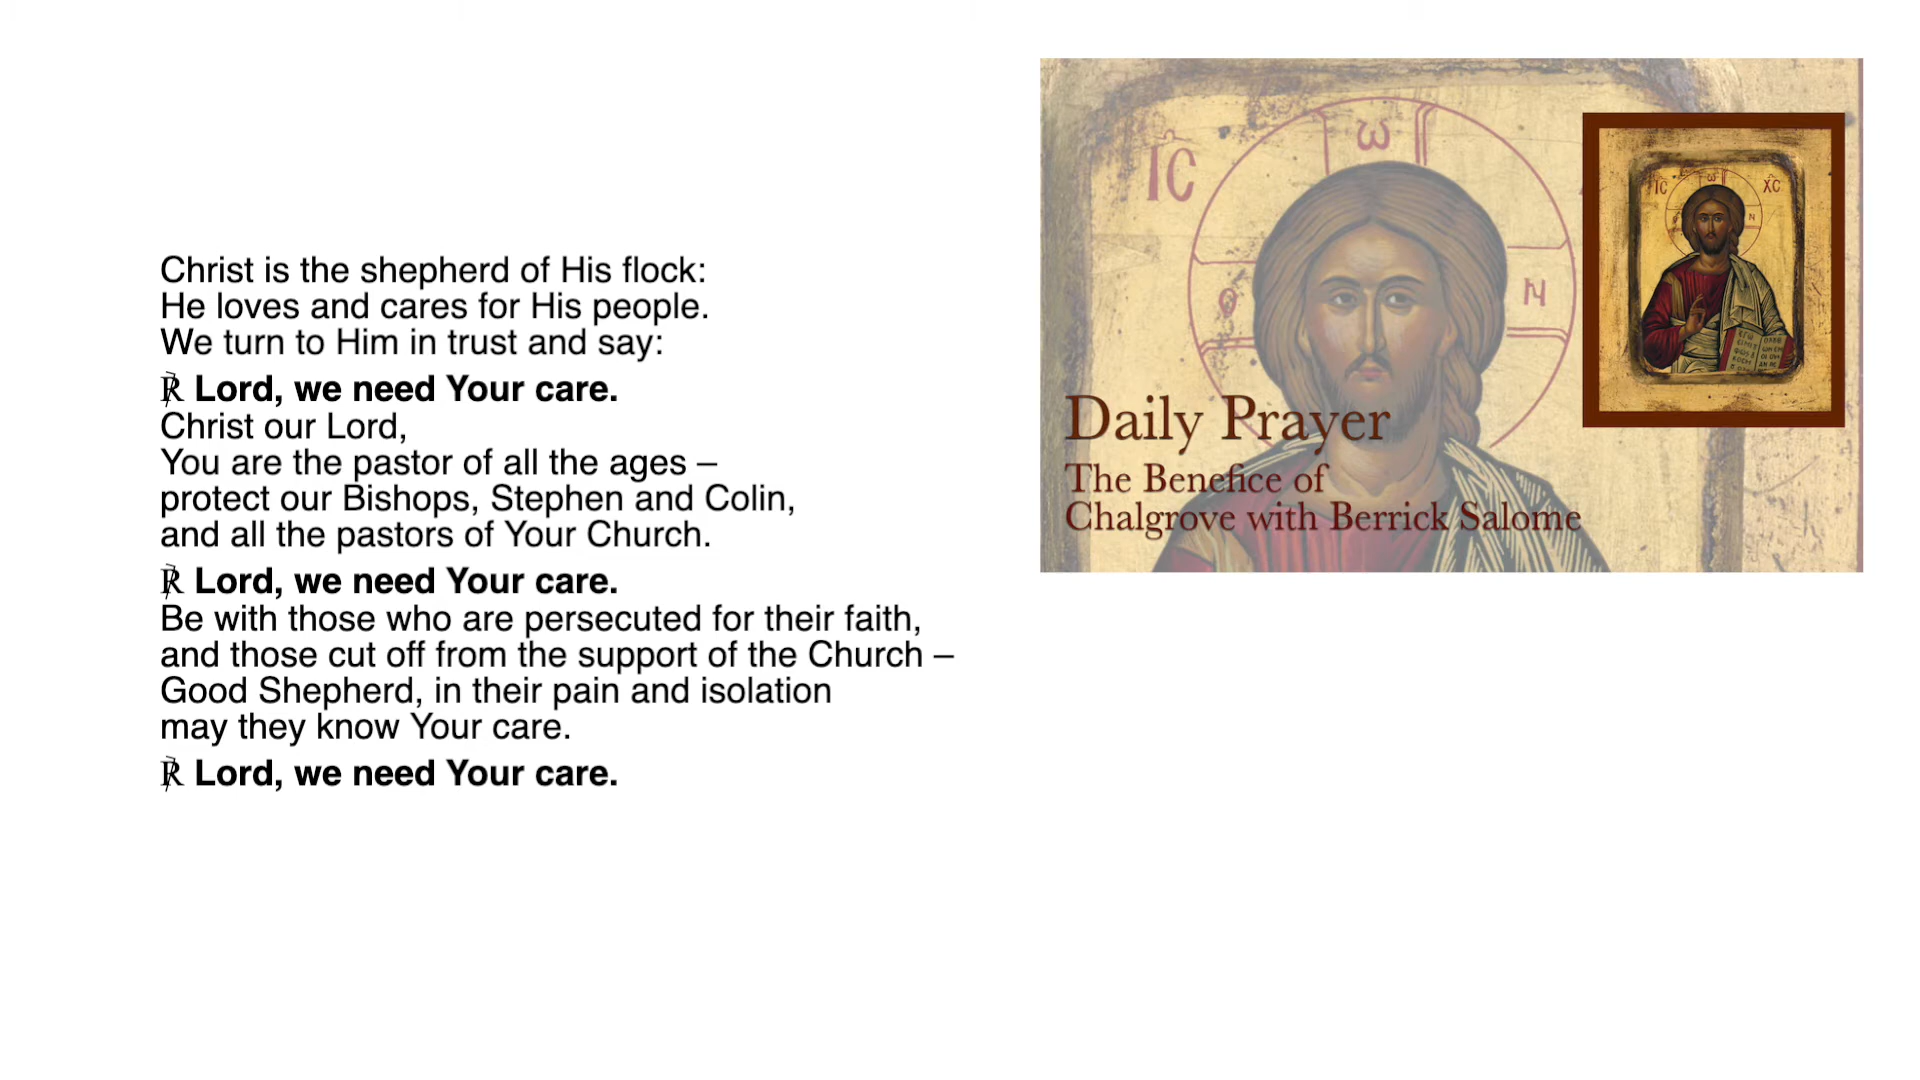 Christ is the shepherd of His flock:
He loves and cares for His people.
We turn to Him in trust and say:
℟ Lord, we need Your care.
Christ our Lord,
You are the pastor of all the ages –
protect our Bishops, Stephen and Colin,
and all the pastors of Your Church.
℟ Lord, we need Your care.
Be with those who are persecuted for their faith,
and those cut off from the support of the Church –
Good Shepherd, in their pain and isolation
may they know Your care.
℟ Lord, we need Your care.
IC
ω
N
Daily Prayer
The Benefice of
Chalgrove with Berrick Salome
IC
XC
ω
N